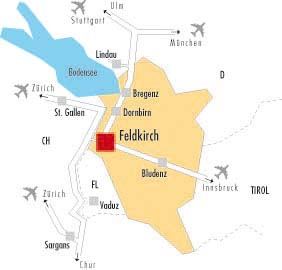 Ulm
Stuttgart
München
Lindau
Bodensee
D
Zürich
Bregenz
St. Gallen
Dornbirn
Feldkirch
CH
Bludenz
FL
Innsbruck
TIROL
Zürich
Vaduz
Sargans
Chur